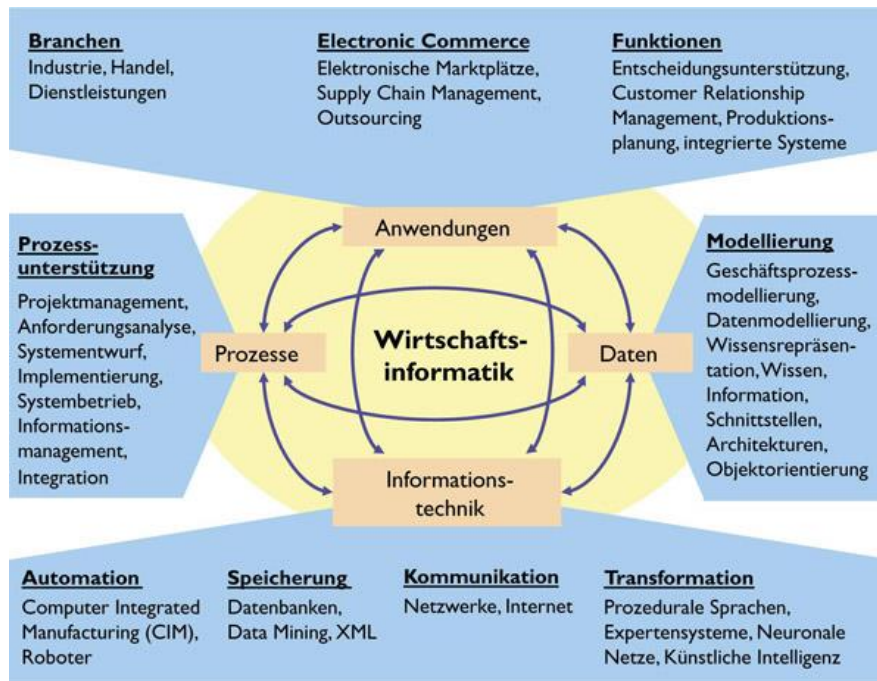 Branchen
Industrie, Handel,
Dienstleistungen
Electronic Commerce
Elektronische Marktplätze,
Supply Chain Management,
Outsourcing
Funktionen
Entscheidungsunterstützung,
Customer Relationship
Management, Produktions-
planung, integrierte Systeme
Anwendungen
Prozess-
unterstützung
Projektmanagement,
Anforderungsanalyse,
Systementwurf,
Implementierung,
Systembetrieb,
Informations-
management,
Integration
Prozesse
Wirtschafts-
informatik
Daten
Modellierung
Geschäftsprozess-
modellierung,
Datenmodellierung,
Wissensrepräsen-
tation, Wissen,
Information,
Schnittstellen,
Architekturen,
Objektorientierung
Informations-
technik
Automation
Computer Integrated
Manufacturing (CIM),
Roboter
Speicherung
Datenbanken,
Data Mining, XML
Kommunikation
Netzwerke, Internet
Transformation
Prozedurale Sprachen,
Expertensysteme, Neuronale
Netze, Künstliche Intelligenz